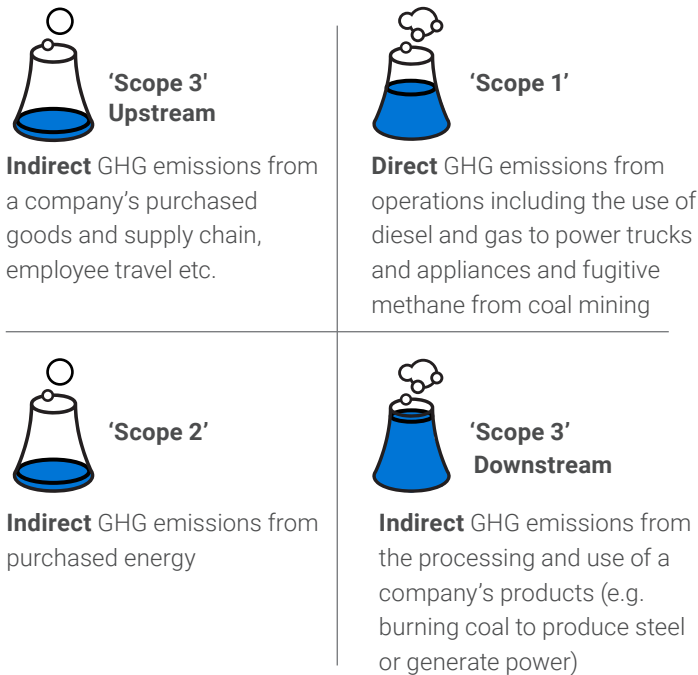 ‘Scope 3'
Upstream
Indirect GHG emissions from
a company’s purchased
goods and supply chain,
employee travel etc.
‘Scope 1’
Direct GHG emissions from
operations including the use of
diesel and gas to power trucks
and appliances and fugitive
methane from coal mining
‘Scope 2’
Indirect GHG emissions from
purchased energy
‘Scope 3’
Downstream
Indirect GHG emissions from
the processing and use of a
company’s products (e.g.
burning coal to produce steel
or generate power)